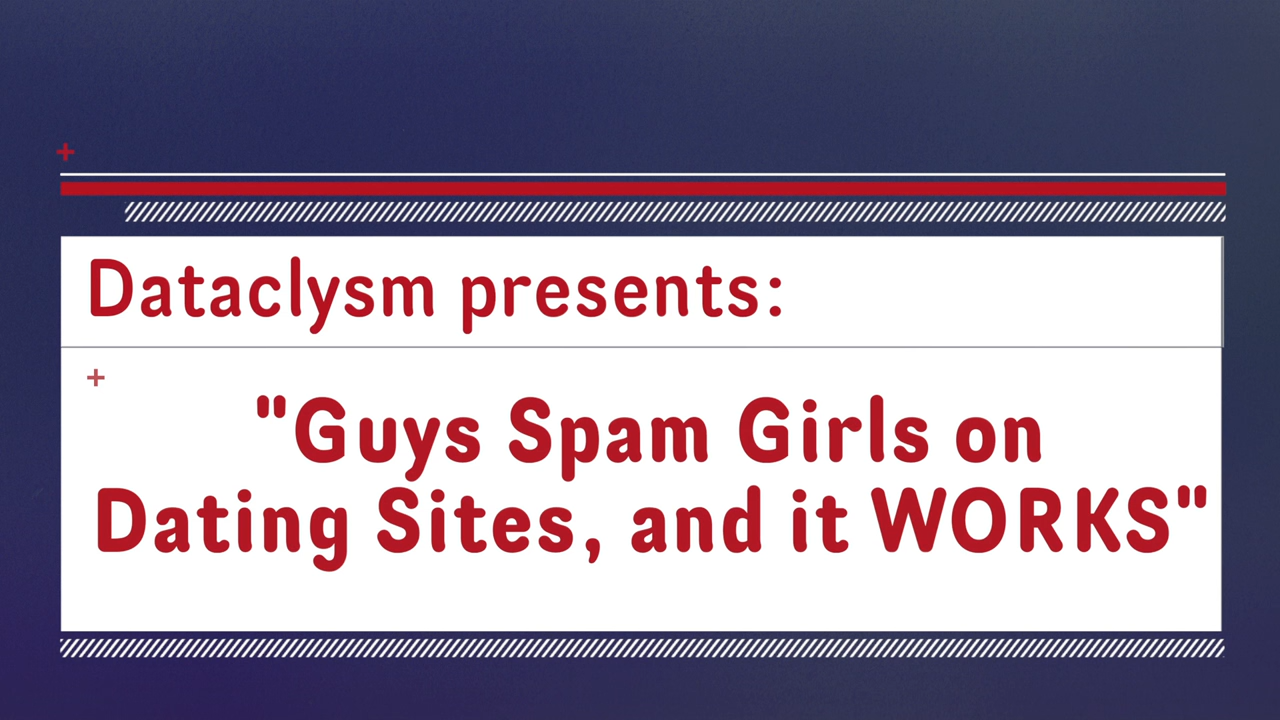 Dataclysm presents:
"Guys Spam Girls on
Dating Sites, and it WORKS"